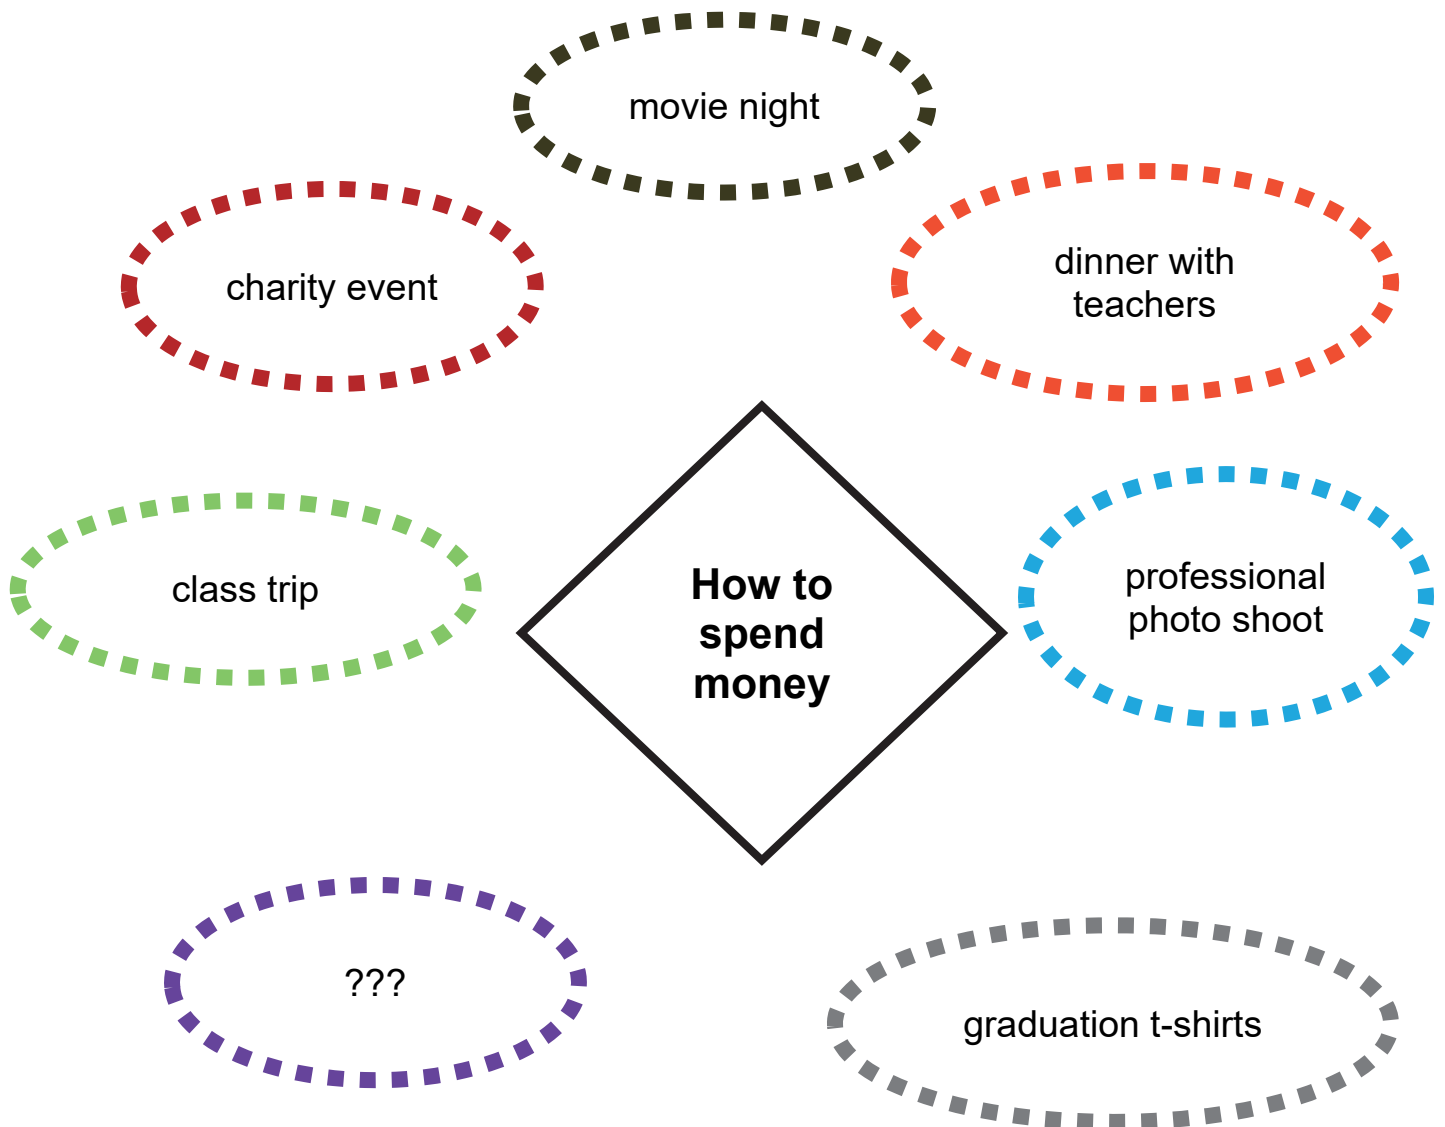 movie night
charity event
dinner with
teachers
class trip
How to
spend
money
professional
photo shoot
???
graduation t-shirts